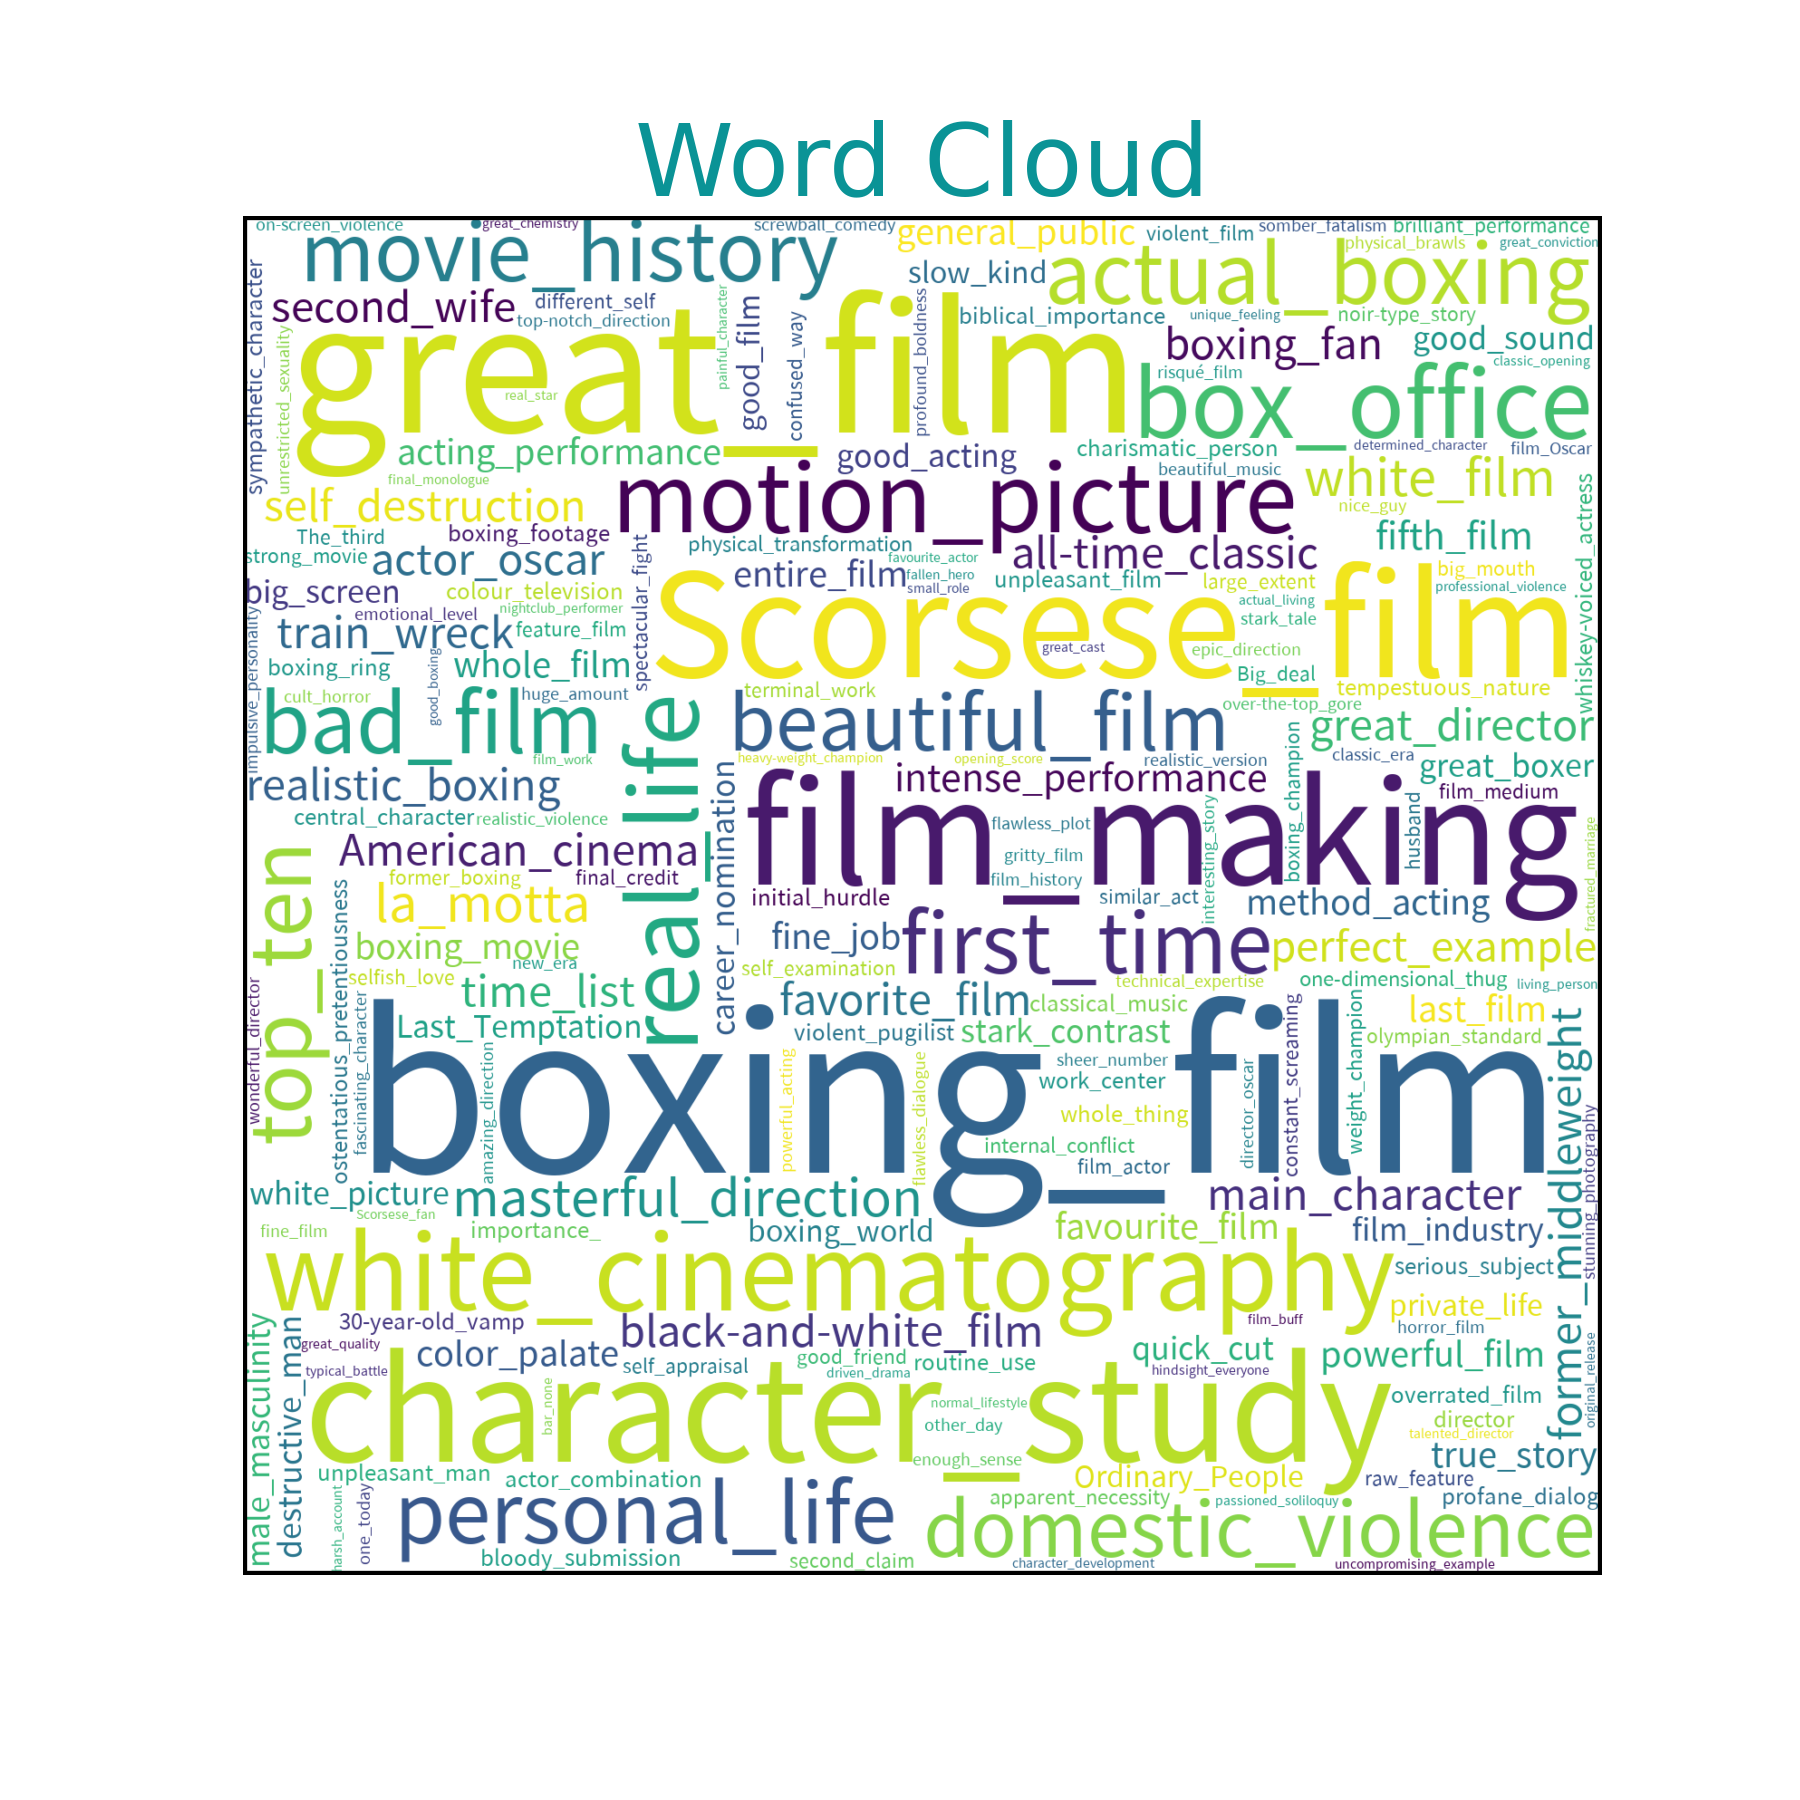 Word Cloud
on-screen_violence
great_chemistry
screwball_comedy
general_public
violent_film
somber_fatalism
brilliant_performance
movie_history
physical_brawls
great_conviction
slow_kind
actual_boxing
sympathetic_character
second_wife
different_self
top-notch_direction
painful_character
good_film
confused_way
profound_boldness
biblical_importance
unique_feeling
noir-type_story
great_film
unrestricted_sexuality
real_star
boxing_fan
good_sound
classic_opening
risqué_film
box_office
acting_performance
final_monologue
good_acting
charismatic_person
determined_character
film_Oscar
beautiful_music
motion_picture
white_film
nice_guy
whiskey-voiced_actress
self_destruction
The_third
boxing_footage
strong_movie
actor_oscar
spectacular_fight
physical_transformation
favourite_actor
all-time_classic
fifth_film
big_screen
colour_television
entire_film
fallen_hero
small_role
unpleasant_film
large_extent
big_mouth
professional_violence
emotional_level
nightclub_performer
actual_living
stark_tale
impulsive_personality
train_wreck
feature_film
Scorsese_film
great_cast
epic_direction
boxing_ring
good_boxing
whole_film
Big_deal
tempestuous_nature
cult_horror
huge_amount
terminal_work
over-the-top_gore
bad_film
real_life
beautiful_film
great_director
film_work
heavy-weight_champion
opening_score
realistic_version
boxing_champion
classic_era
great_boxer
realistic_boxing
career_nomination
intense_performance
film_medium
film_making
central_character
realistic_violence
flawless_plot
interesting_story
husband
fractured_marriage
American_cinema
gritty_film
top_ten
former_boxing
final_credit
film_history
la_motta
initial_hurdle
similar_act
method_acting
ostentatious_pretentiousness
boxing_movie
fine_job
first_time
perfect_example
new_era
selfish_love
self_examination
technical_expertise
one-dimensional_thug
living_person
wonderful_director
fascinating_character
time_list
favorite_film
classical_music
constant_screaming
weight_champion
last_film
Last_Temptation
violent_pugilist
stark_contrast
olympian_standard
former_middleweight
boxing_film
amazing_direction
powerful_acting
flawless_dialogue
sheer_number
work_center
director_oscar
whole_thing
internal_conflict
film_actor
stunning_photography
white_picture
masterful_direction
main_character
Scorsese_fan
fine_film
importance_
boxing_world
favourite_film
film_industry
white_cinematography
serious_subject
private_life
male_masculinity
destructive_man
30-year-old_vamp
black-and-white_film
film_buff
horror_film
great_quality
color_palate
self_appraisal
good_friend
routine_use
quick_cut
powerful_film
original_release
typical_battle
driven_drama
hindsight_everyone
character_study
bar_none
normal_lifestyle
overrated_film
other_day
director
talented_director
enough_sense
true_story
unpleasant_man
actor_combination
Ordinary_People
raw_feature
harsh_account
one_today
personal_life
apparent_necessity
passioned_soliloquy
profane_dialog
domestic_violence
bloody_submission
second_claim
character_development
uncompromising_example